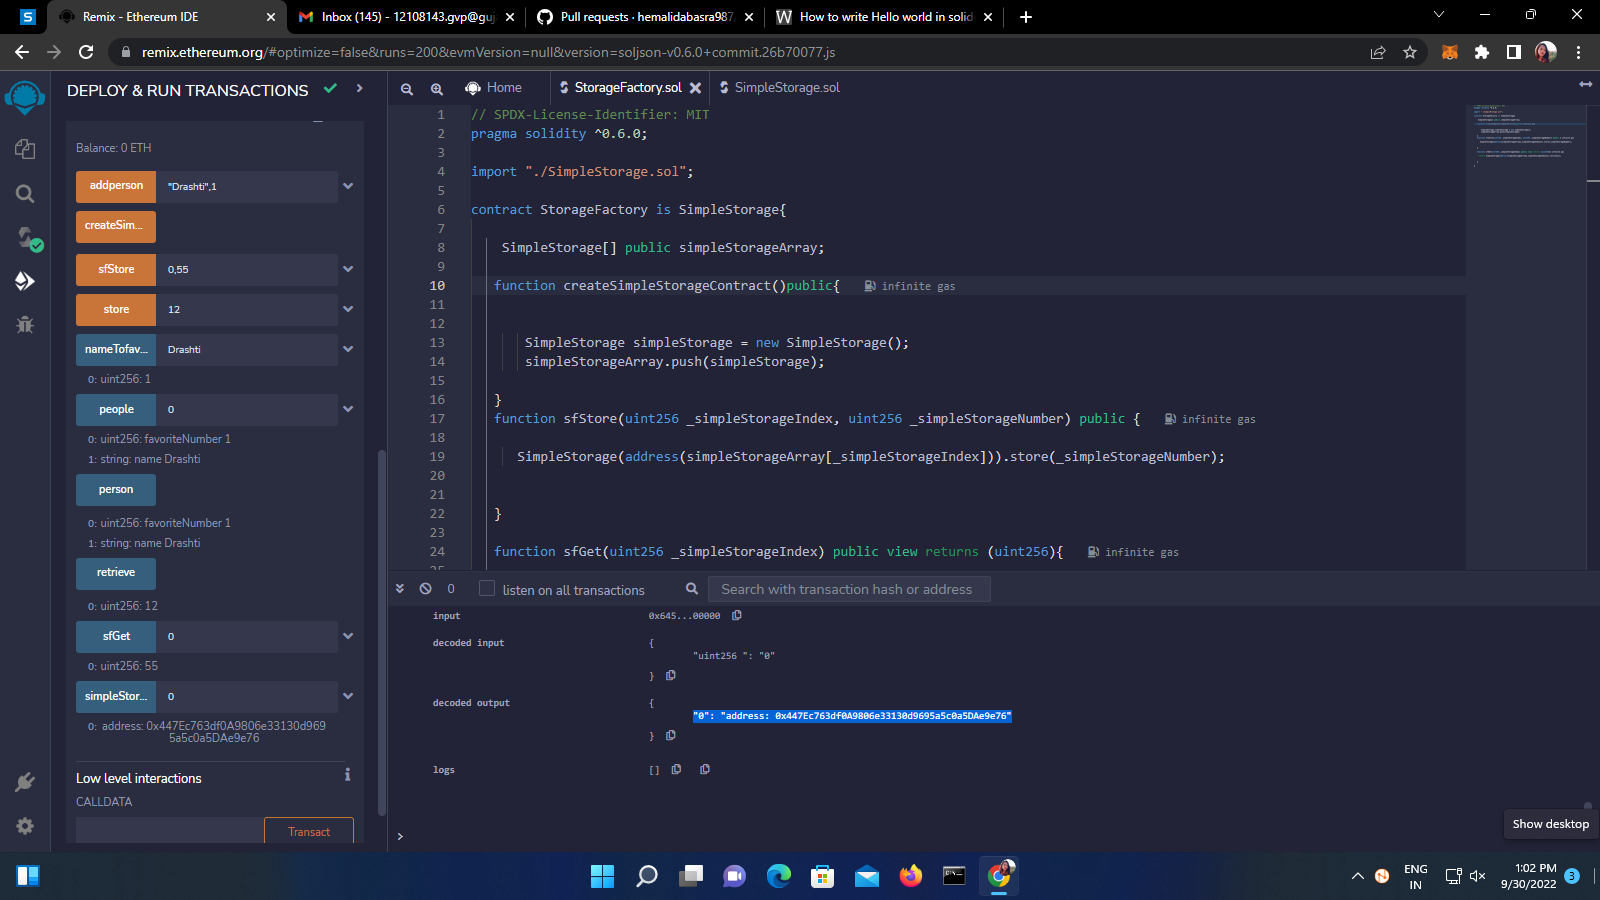 Remix - Ethereum IDE
Inbox (145) - 12108143.gvp@guj
Pull requests · hemalidabasra987
How to write Hello world in solid
remix.ethereum.org/#optimize=false&runs=200&evmVersion=null&version=soljson-v0.6.0+commit.26b70077.js
DEPLOY & RUN TRANSACTIONS
Balance: 0 ETH
addperson "Drashti",1
createSim...
sfStore 0,55
store 12
nameTofav... Drashti
0: uint256: 1
people 0
0: uint256: favoriteNumber 1
1: string: name Drashti
person
0: uint256: favoriteNumber 1
1: string: name Drashti
retrieve
0: uint256: 12
sfGet 0
0: uint256: 55
simpleStor... 0
0: address: 0x447Ec763df0A9806e33130d969
5a5c0a5DAe9e76
Low level interactions
CALLDATA
Transact
Home
StorageFactory.sol
SimpleStorage.sol
1 // SPDX-License-Identifier: MIT
2 pragma solidity ^0.6.0;
3
4 import "./SimpleStorage.sol";
5
6 contract StorageFactory is SimpleStorage{
7
8 SimpleStorage[] public simpleStorageArray;
9
10 function createSimpleStorageContract()public{ infinite gas
11
12
13 SimpleStorage simpleStorage = new SimpleStorage();
14 simpleStorageArray.push(simpleStorage);
15
16 }
17 function sfStore(uint256 _simpleStorageIndex, uint256 _simpleStorageNumber) public { infinite gas
18
19 SimpleStorage(address(simpleStorageArray[_simpleStorageIndex])).store(_simpleStorageNumber);
20
21
22 }
23
24 function sfGet(uint256 _simpleStorageIndex) public view returns (uint256){ infinite gas
0 listen on all transactions Search with transaction hash or address
input 0x645...00000
decoded input {
"uint256 ": "0"
}
decoded output {
"0": "address: 0x447Ec763df0A9806e33130d9695a5c0a5DAe9e76"
}
logs []
>
Show desktop
ENG
IN
1:02 PM
9/30/2022
3